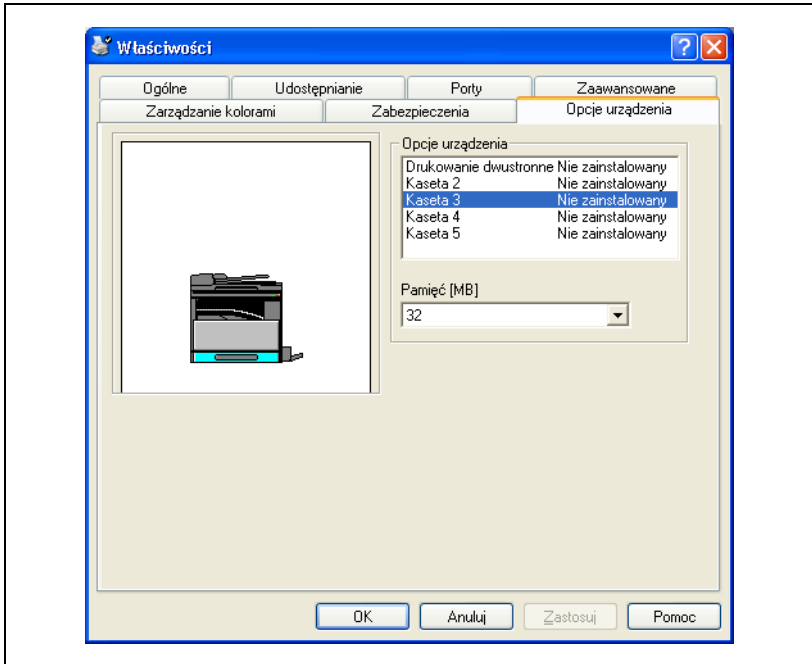 Właściwości
Ogólne Udostępnianie Porty Zaawansowane
Zarządzanie kolorami Zabezpieczenia Opcje urządzenia
Opcje urządzenia
Drukowanie dwustronne Nie zainstalowany
Kaseta 2 Nie zainstalowany
Kaseta 3 Nie zainstalowany
Kaseta 4 Nie zainstalowany
Kaseta 5 Nie zainstalowany
Pamięć [MB]
32
OK Anuluj Zastosuj Pomoc